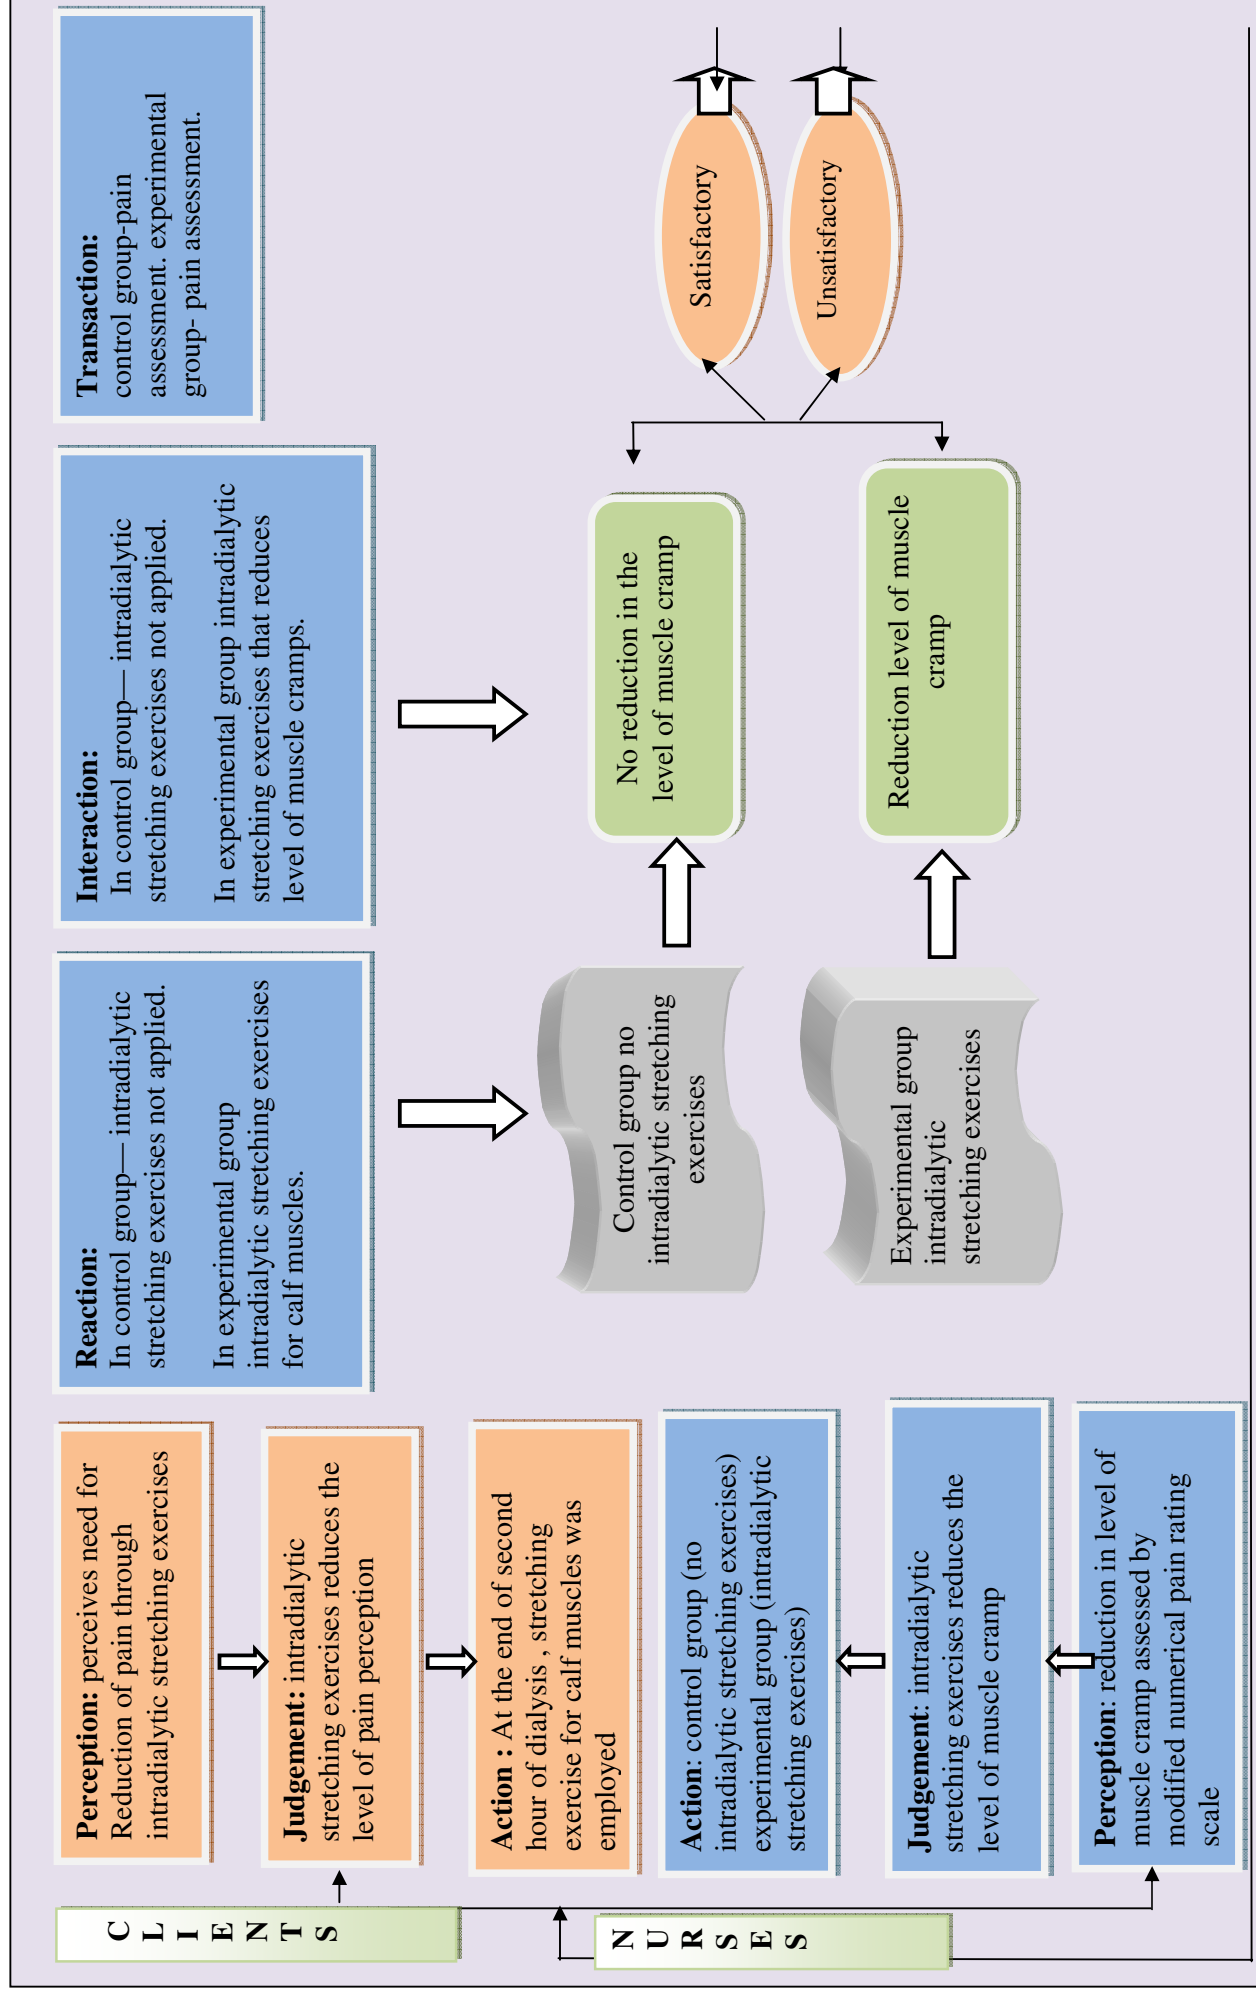 CLIENTS
Perception: perceives need for
Reduction of pain through
intradialytic stretching exercises
Judgement: intradialytic
stretching exercises reduces the
level of pain perception
Action : At the end of second
hour of dialysis , stretching
exercise for calf muscles was
employed
NURSES
Action: control group (no
intradialytic stretching exercises)
experimental group (intradialytic
stretching exercises)
Judgement: intradialytic
stretching exercises reduces the
level of muscle cramp
Perception: reduction in level of
muscle cramp assessed by
modified numerical pain rating
scale
Reaction:
In control group— intradialytic
stretching exercises not applied.
In experimental group
intradialytic stretching exercises
for calf muscles.
Interaction:
In control group— intradialytic
stretching exercises not applied.
In experimental group intradialytic
stretching exercises that reduces
level of muscle cramps.
Transaction:
control group-pain
assessment. experimental
group- pain assessment.
Control group no
intradialytic stretching
exercises
No reduction in the
level of muscle cramp
Experimental group
intradialytic
stretching exercises
Reduction level of muscle
cramp
Satisfactory
Unsatisfactory